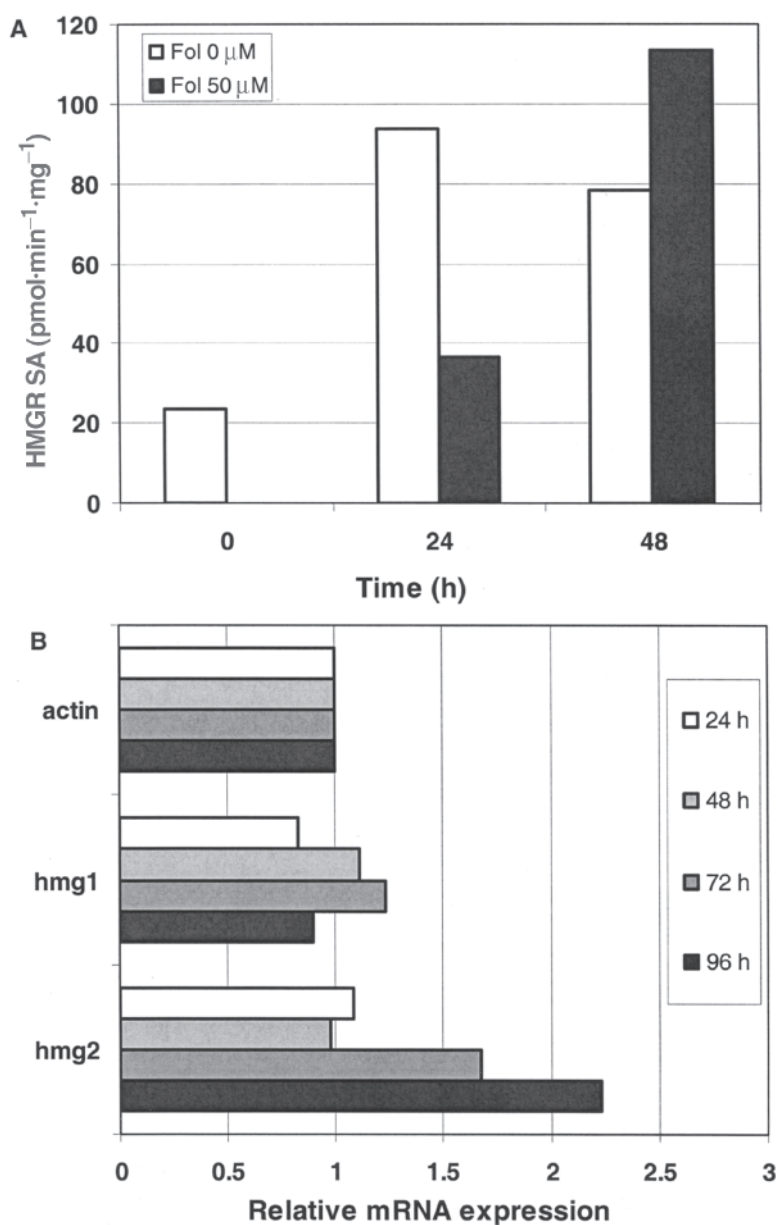 A
Fol 0 μM
Fol 50 μM
HMGR SA (pmol·min⁻¹·mg⁻¹)
120
100
80
60
40
20
0
0 24 48
Time (h)
B
actin
hmg1
hmg2
24 h
48 h
72 h
96 h
0 0.5 1 1.5 2 2.5 3
Relative mRNA expression